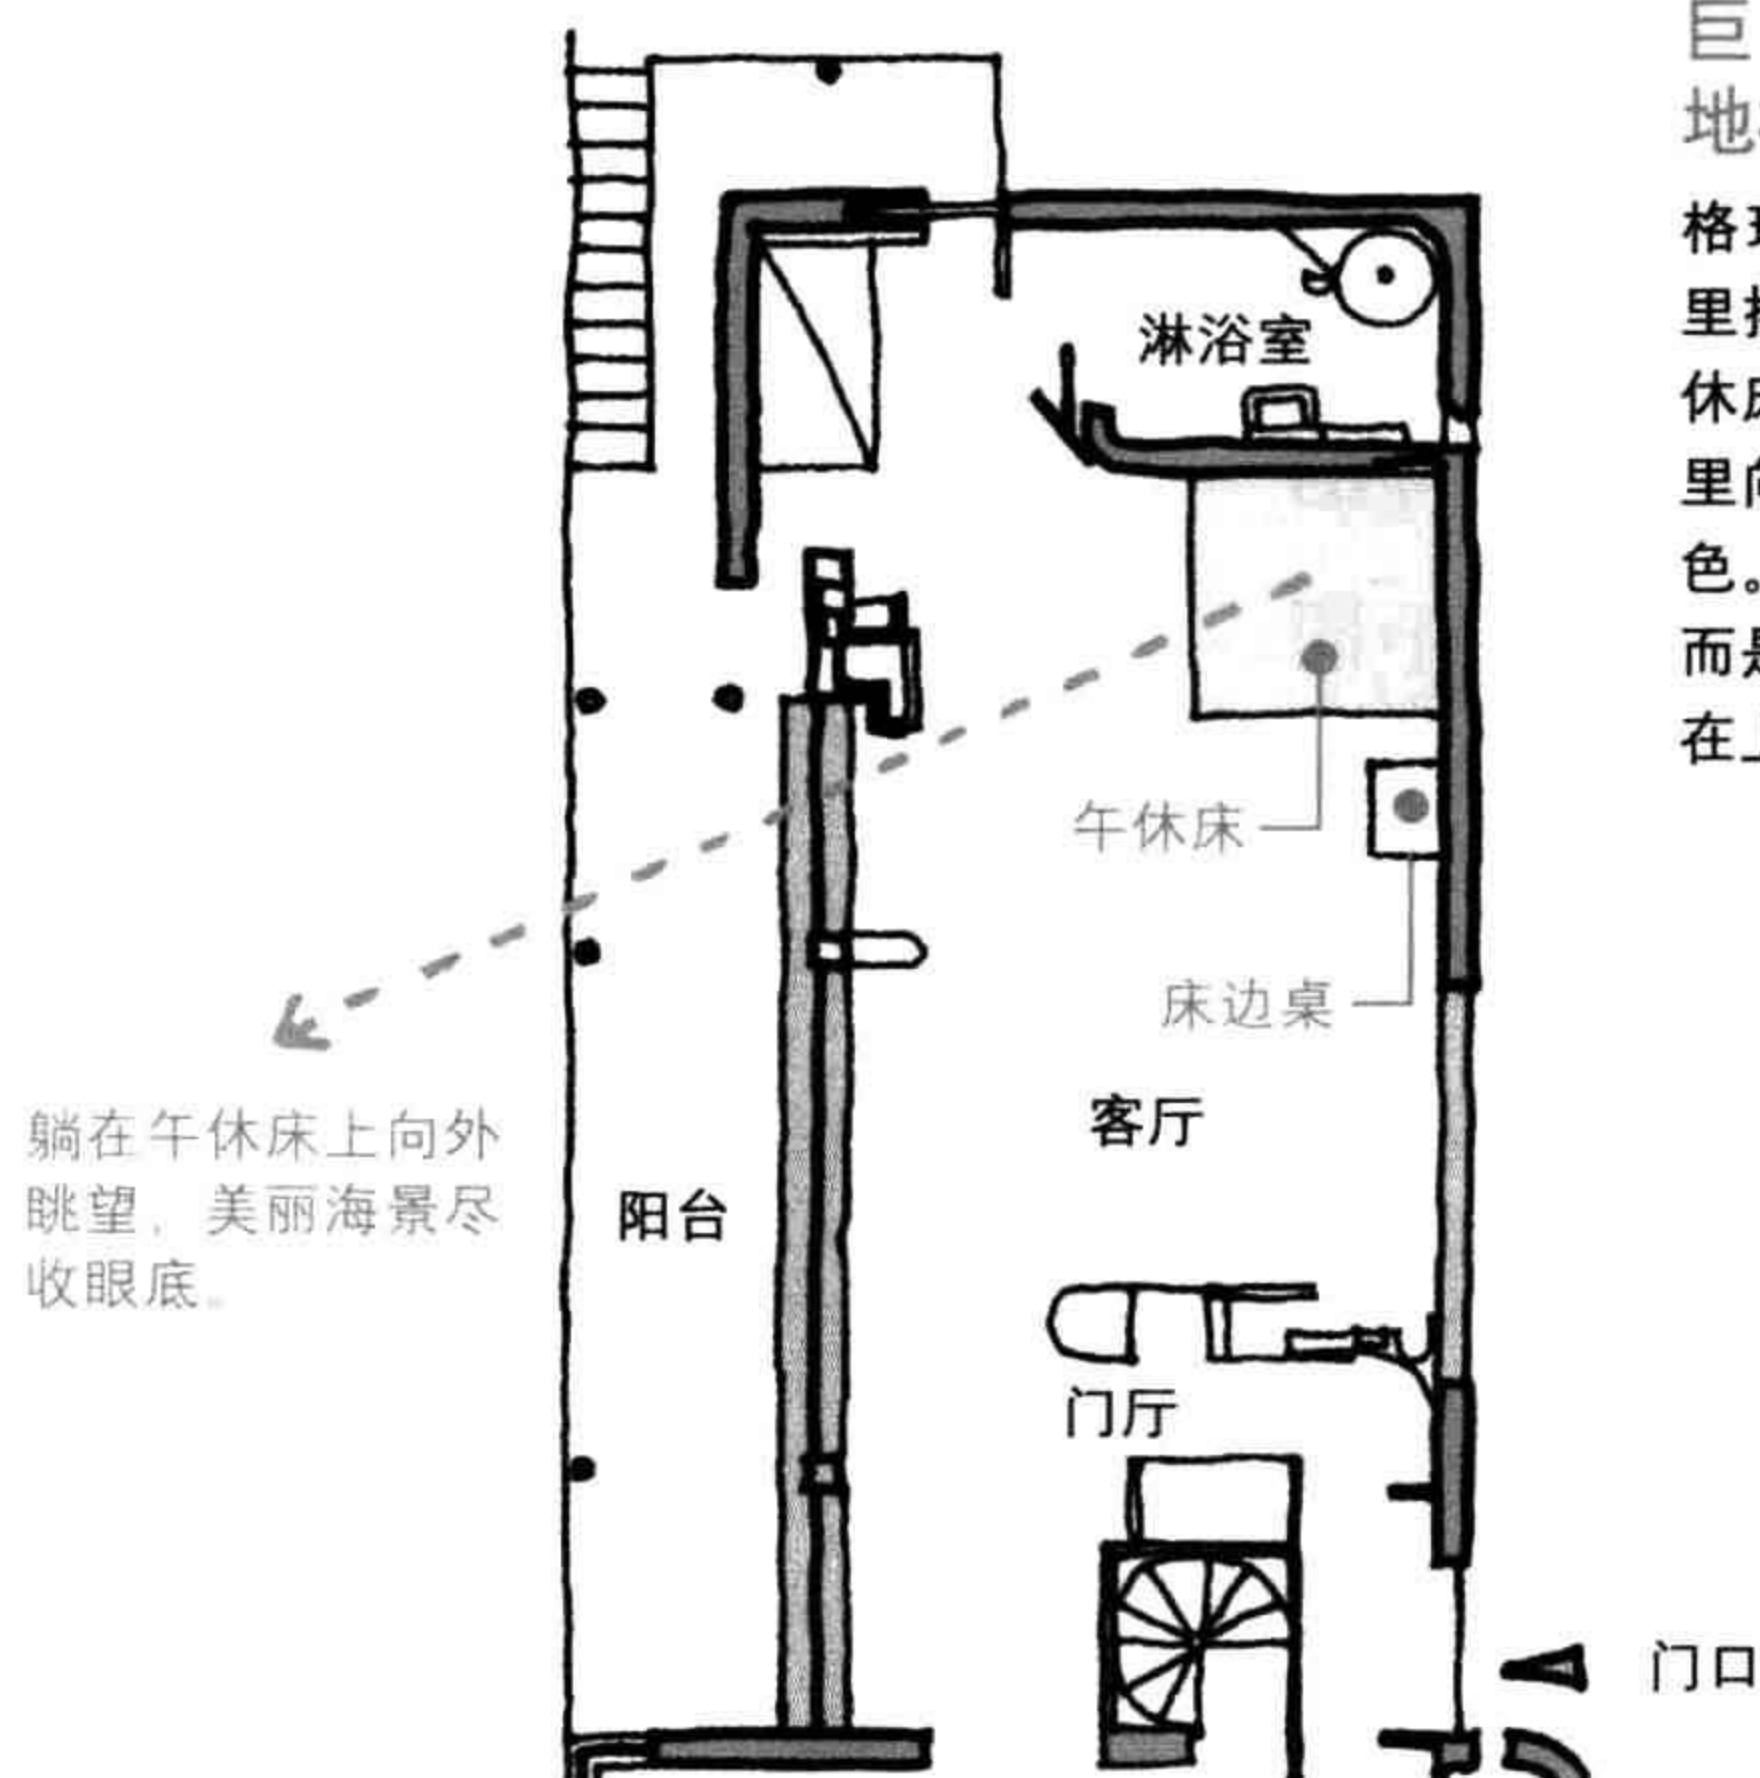 巨
地
格
里
休
里
色。
而是
在上
淋浴室
午休床
床边桌
客厅
阳台
躺在午休床上向外
眺望，美丽海景尽
收眼底。
门厅
门口